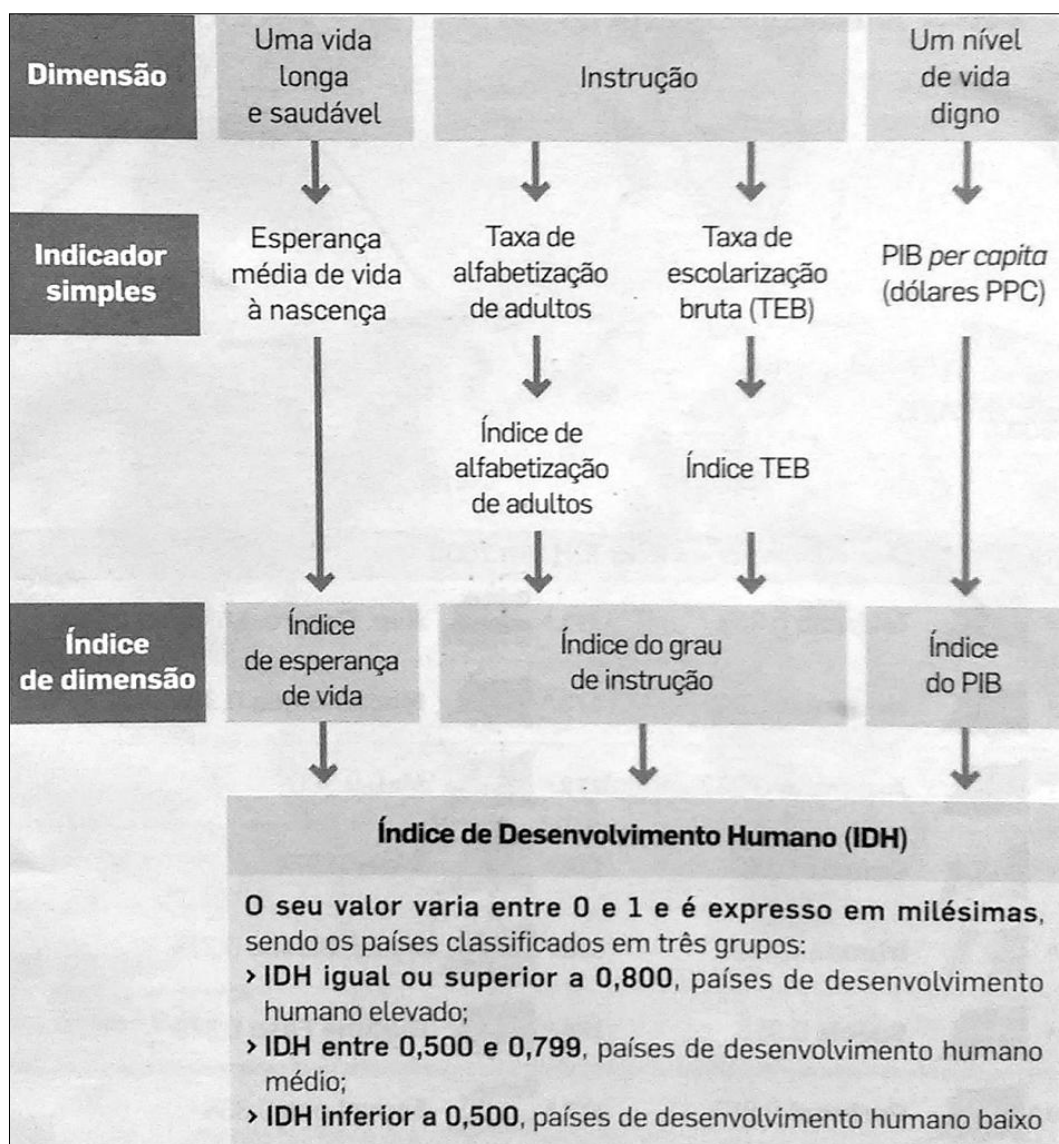 Dimensão
Uma vida
longa
e saudável
Instrução
Um nível
de vida
digno
Indicador
simples
Esperança
média de vida
à nascença
Taxa de
alfabetização
de adultos
Taxa de
escolarização
bruta (TEB)
PIB per capita
(dólares PPC)
Índice de
alfabetização
de adultos
Índice TEB
Índice
de dimensão
Índice
de esperança
de vida
Índice do grau
de instrução
Índice
do PIB
Índice de Desenvolvimento Humano (IDH)
O seu valor varia entre 0 e 1 e é expresso em milésimas,
sendo os países classificados em três grupos:
> IDH igual ou superior a 0,800, países de desenvolvimento
humano elevado;
> IDH entre 0,500 e 0,799, países de desenvolvimento humano
médio;
> IDH inferior a 0,500, países de desenvolvimento humano baixo